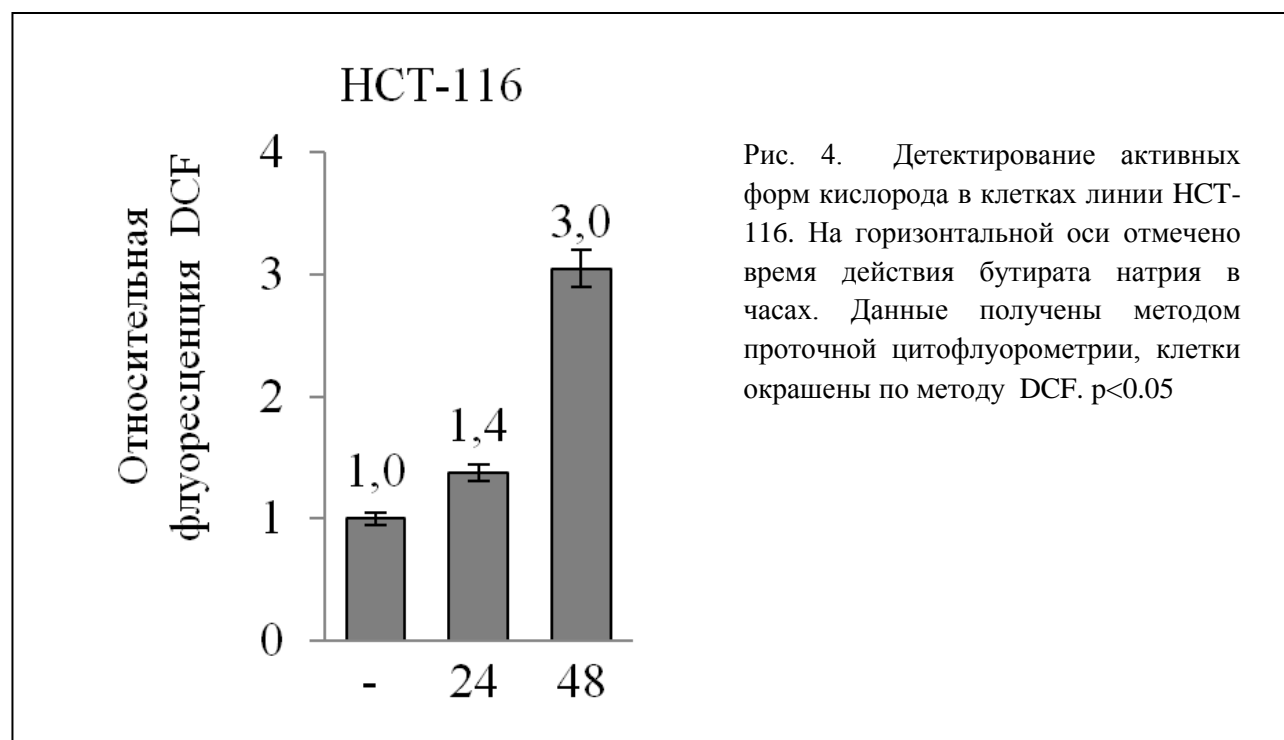 НСТ-116
Относительная
флуоресценция DCF
4
3
2
1
0
1,0
1,4
3,0
-
24
48
Рис. 4. Детектирование активных
форм кислорода в клетках линии НСТ-
116. На горизонтальной оси отмечено
время действия бутирата натрия в
часах. Данные получены методом
проточной цитофлуорометрии, клетки
окрашены по методу DCF. p<0.05